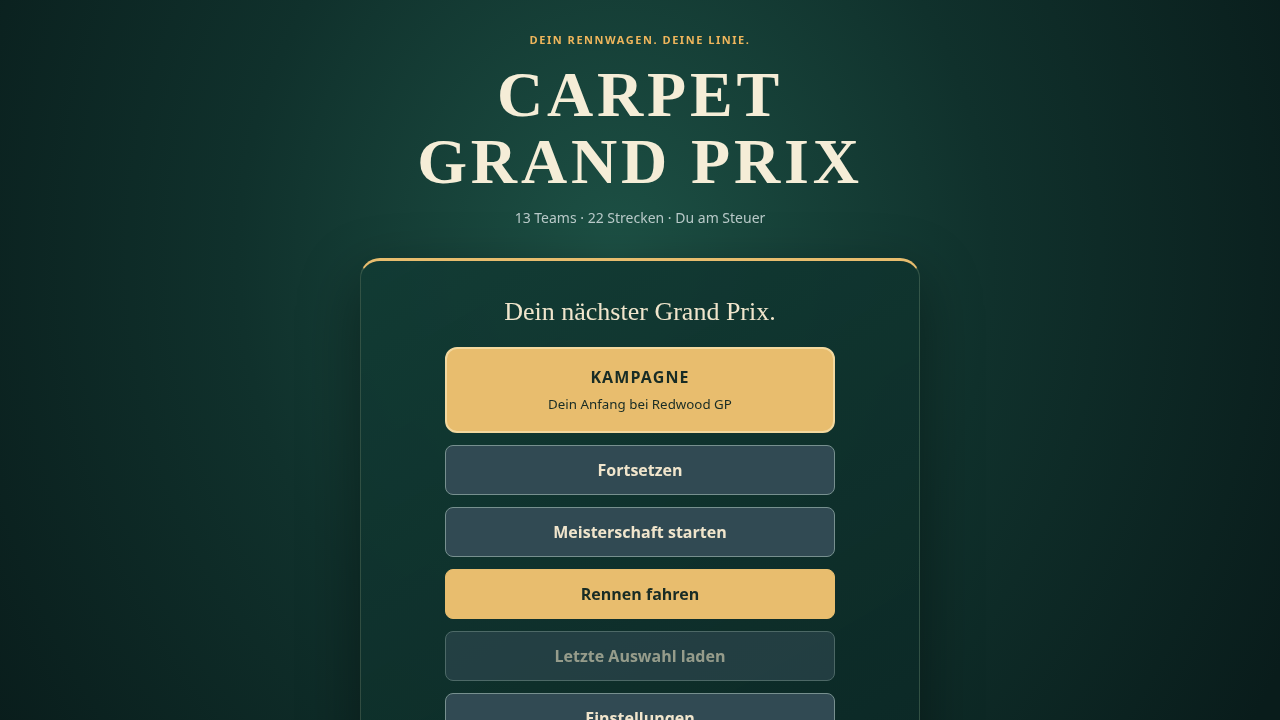 DEIN RENNWAGEN. DEINE LINIE.
CARPET
GRAND PRIX
13 Teams · 22 Strecken · Du am Steuer
Dein nächster Grand Prix.
KAMPAGNE
Dein Anfang bei Redwood GP
Fortsetzen
Meisterschaft starten
Rennen fahren
Letzte Auswahl laden
Einstellungen